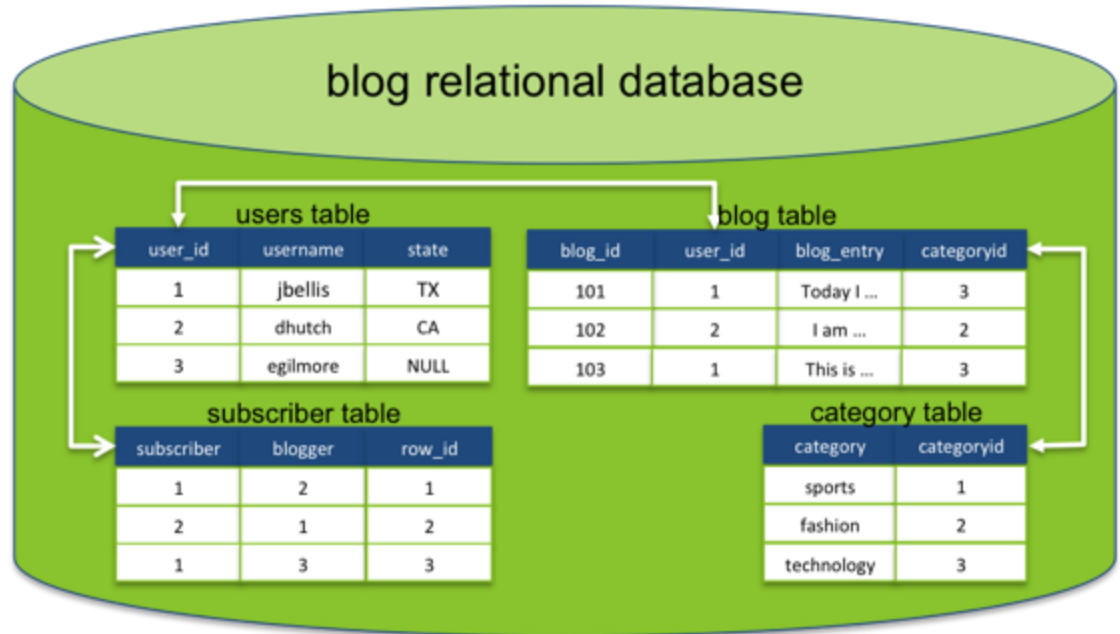 blog relational database
users table
user_id username state
1 jbellis TX
2 dhutch CA
3 egilmore NULL
blog table
blog_id user_id blog_entry categoryid
101 1 Today I ... 3
102 2 I am ... 2
103 1 This is ... 3
subscriber table
subscriber blogger row_id
1 2 1
2 1 2
1 3 3
category table
category categoryid
sports 1
fashion 2
technology 3